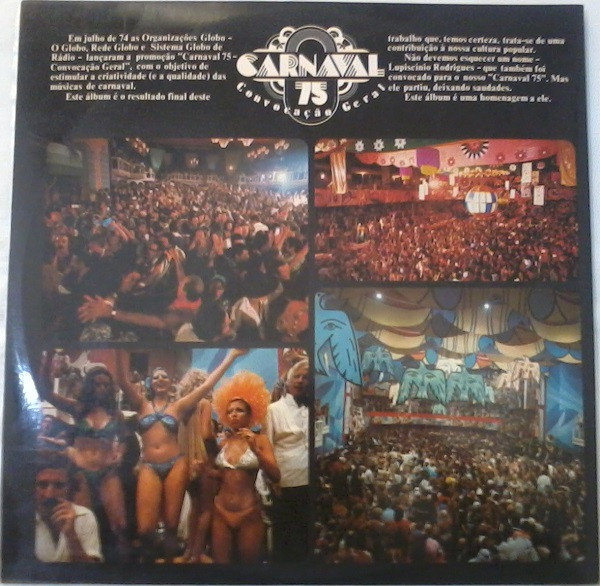 Em julho de 74 as Organizações Globo –
O Globo, Rede Globo e Sistema Globo de
Rádio – lançaram a promoção "Carnaval 75 –
Convocação Geral", com o objetivo de
estimular a criatividade (e a qualidade) das
músicas de carnaval.
Este álbum é o resultado final deste
CARNAVAL
75
Convocação Geral
trabalho que, temos certeza, trata-se de uma
contribuição à nossa cultura popular.
Não devemos esquecer um nome –
Lupiscinio Rodrigues – que também foi
convocado para o nosso "Carnaval 75". Mas
ele partiu, deixando saudades.
Este álbum é uma homenagem a ele.